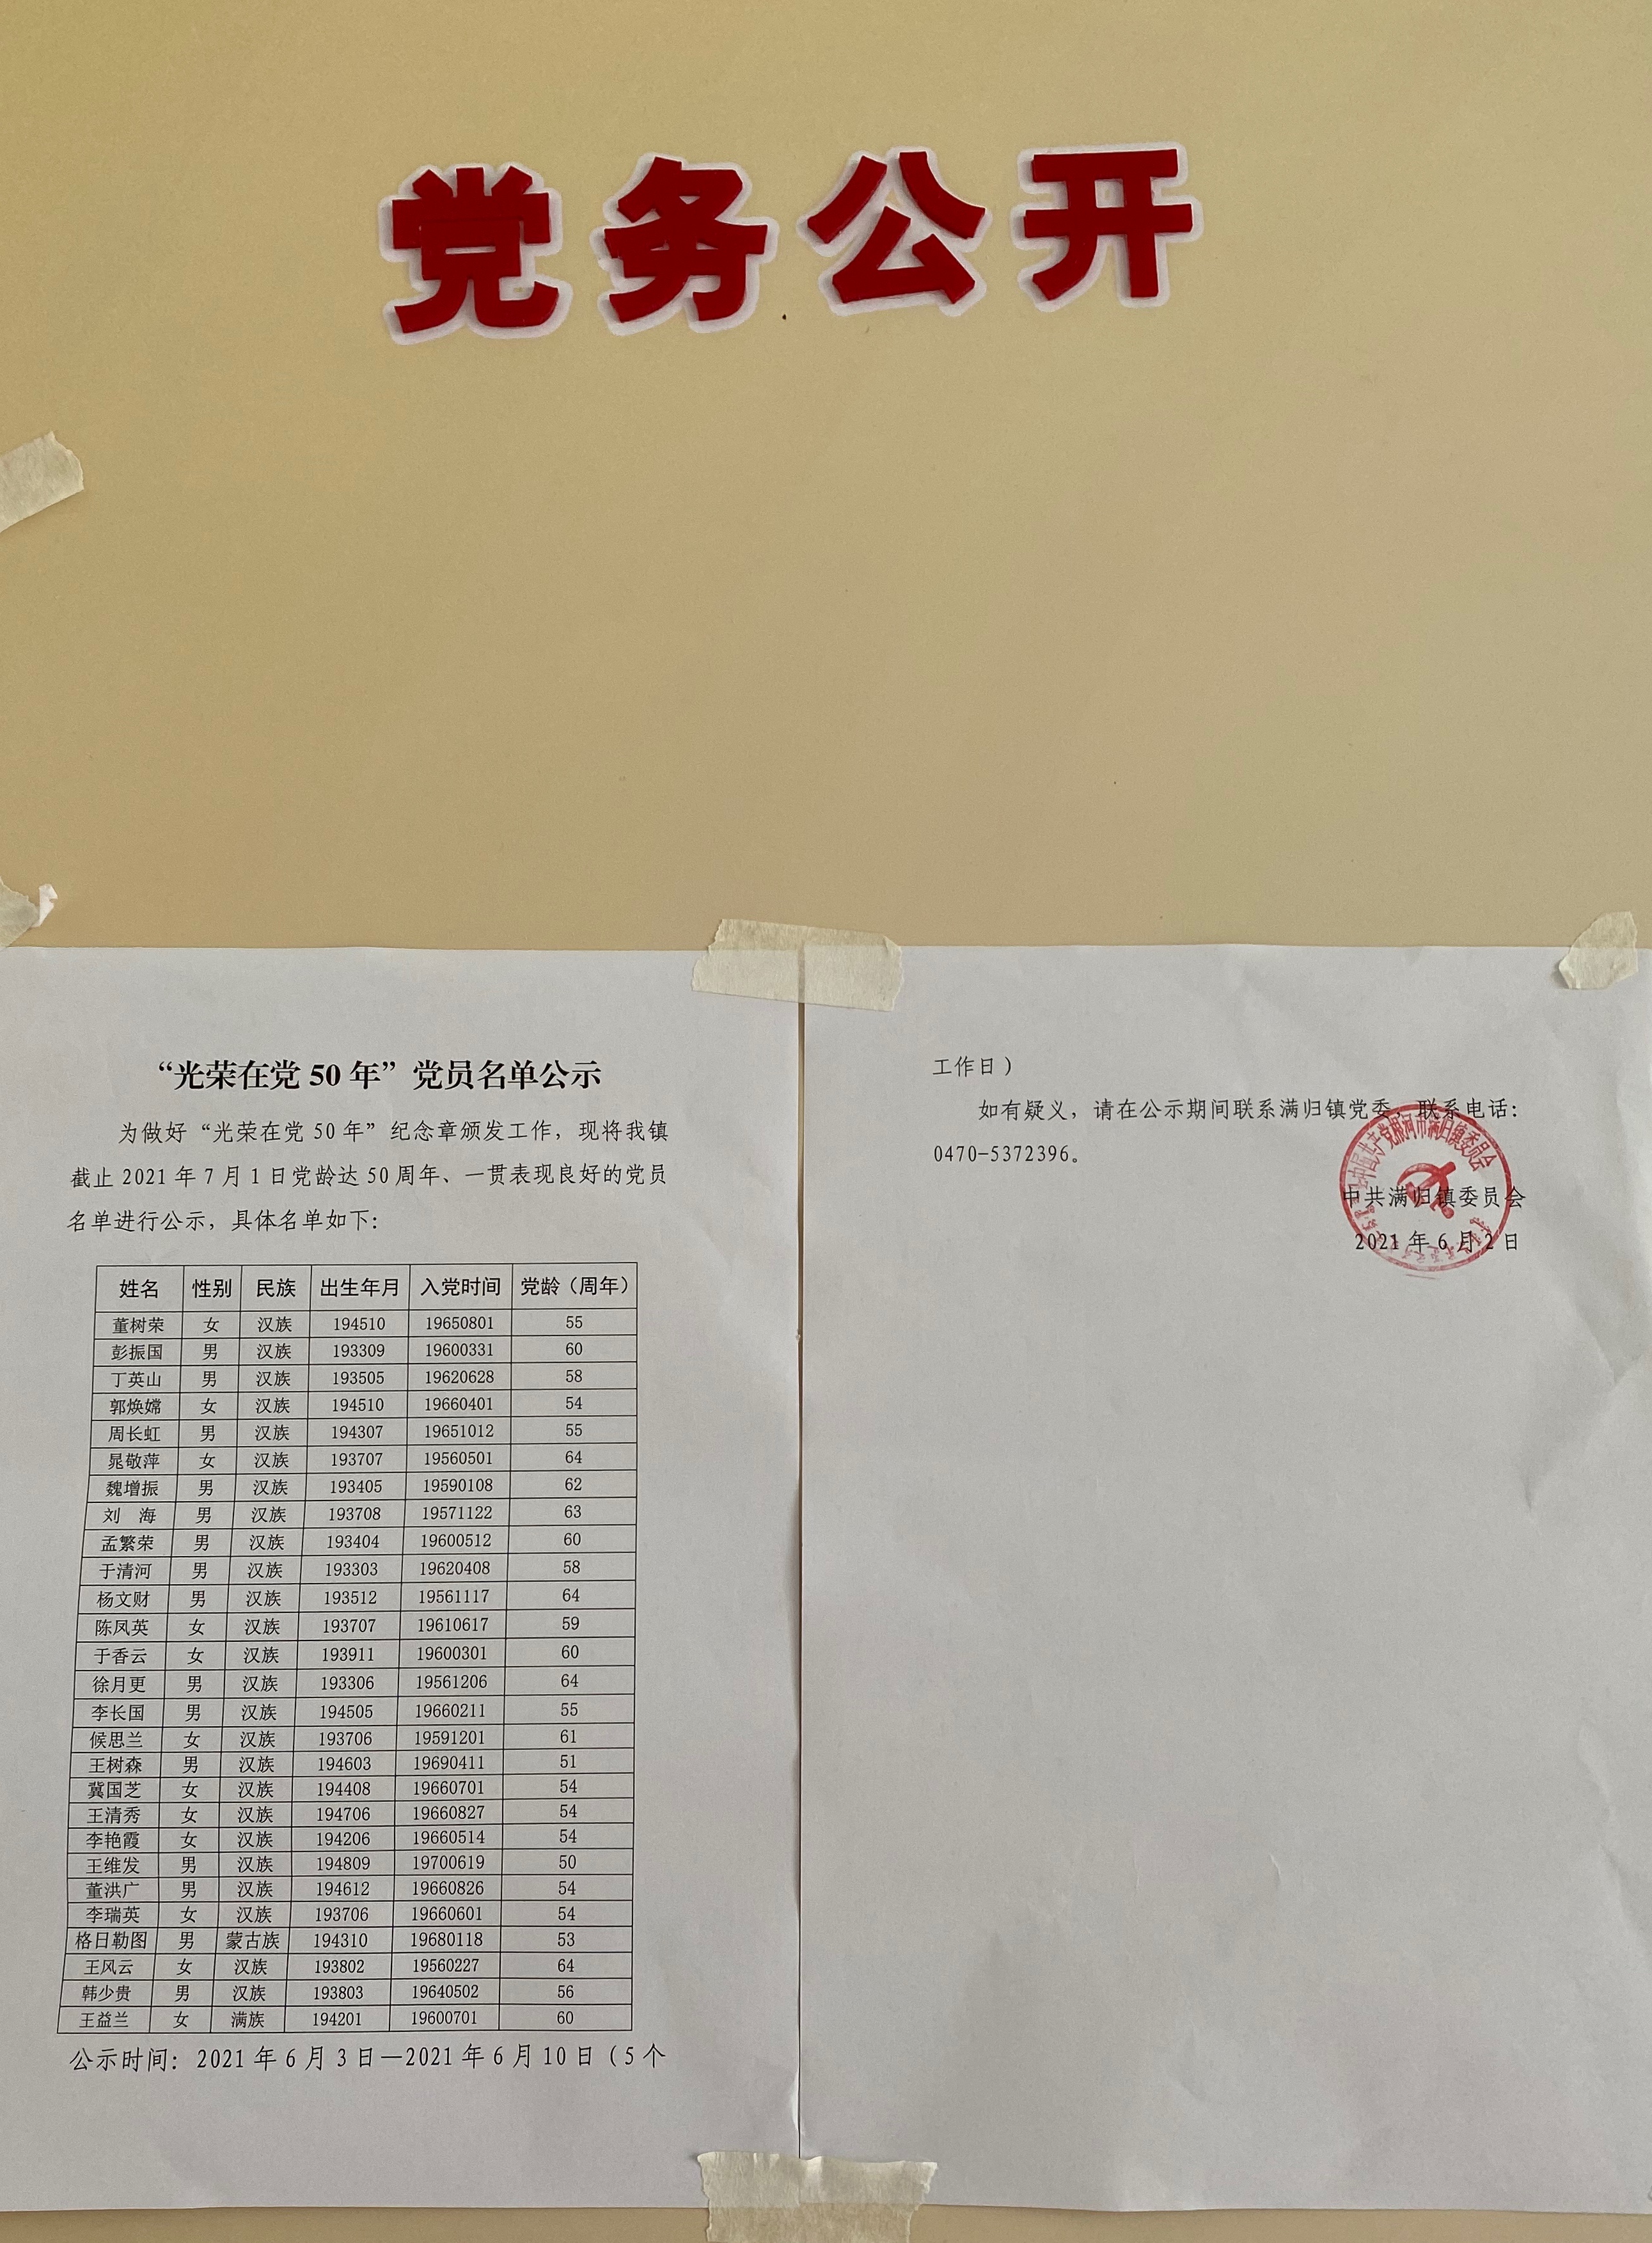 党务公开
“光荣在党 50 年”党员名单公示
为做好“光荣在党 50 年”纪念章颁发工作，现将我镇
截止 2021 年 7 月 1 日党龄达 50 周年、一贯表现良好的党员
名单进行公示，具体名单如下：
姓名 性别 民族 出生年月 入党时间 党龄（周年）
董树荣 女 汉族 194510 19650801 55
彭振国 男 汉族 193309 19600331 60
丁英山 男 汉族 193505 19620628 58
郭焕嫦 女 汉族 194510 19660401 54
周长虹 男 汉族 194307 19651012 55
晁敬萍 女 汉族 193707 19560501 64
魏增振 男 汉族 193405 19590108 62
刘　海 男 汉族 193708 19571122 63
孟繁荣 男 汉族 193404 19600512 60
于清河 男 汉族 193303 19620408 58
杨文财 男 汉族 193512 19561117 64
陈凤英 女 汉族 193707 19610617 59
于香云 女 汉族 193911 19600301 60
徐月更 男 汉族 193306 19561206 64
李长国 男 汉族 194505 19660211 55
候思兰 女 汉族 193706 19591201 61
王树森 男 汉族 194603 19690411 51
冀国芝 女 汉族 194408 19660701 54
王清秀 女 汉族 194706 19660827 54
李艳霞 女 汉族 194206 19660514 54
王维发 男 汉族 194809 19700619 50
董洪广 男 汉族 194612 19660826 54
李瑞英 女 汉族 193706 19660601 54
格日勒图 男 蒙古族 194310 19680118 53
王风云 女 汉族 193802 19560227 64
韩少贵 男 汉族 193803 19640502 56
王益兰 女 满族 194201 19600701 60
公示时间：2021 年 6 月 3 日—2021 年 6 月 10 日（5 个
工作日）
如有疑义，请在公示期间联系满归镇党委，联系电话：
0470-5372396。
中国共产党根河市满归镇委员会
中共满归镇委员会
2021 年 6 月 2 日